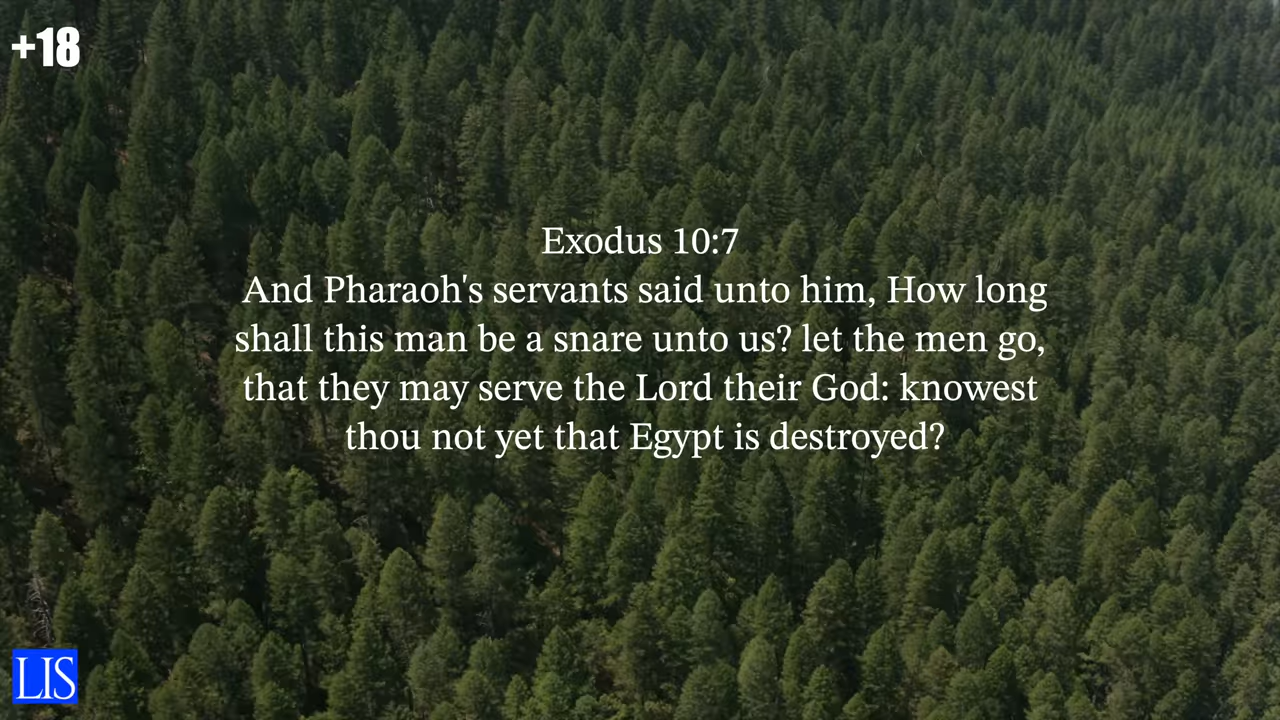 +18
Exodus 10:7
And Pharaoh's servants said unto him, How long
shall this man be a snare unto us? let the men go,
that they may serve the Lord their God: knowest
thou not yet that Egypt is destroyed?
LIS